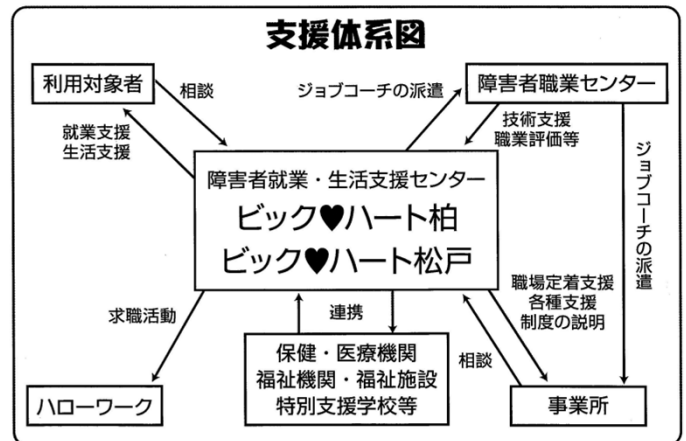 支援体系図
利用対象者
相談
ジョブコーチの派遣
障害者職業センター
就業支援
生活支援
技術支援
職業評価等
ジョブコーチの派遣
障害者就業・生活支援センター
ビック♥ハート柏
ビック♥ハート松戸
求職活動
連携
職場定着支援
各種支援
制度の説明
相談
保健・医療機関
福祉機関・福祉施設
特別支援学校等
ハローワーク
事業所